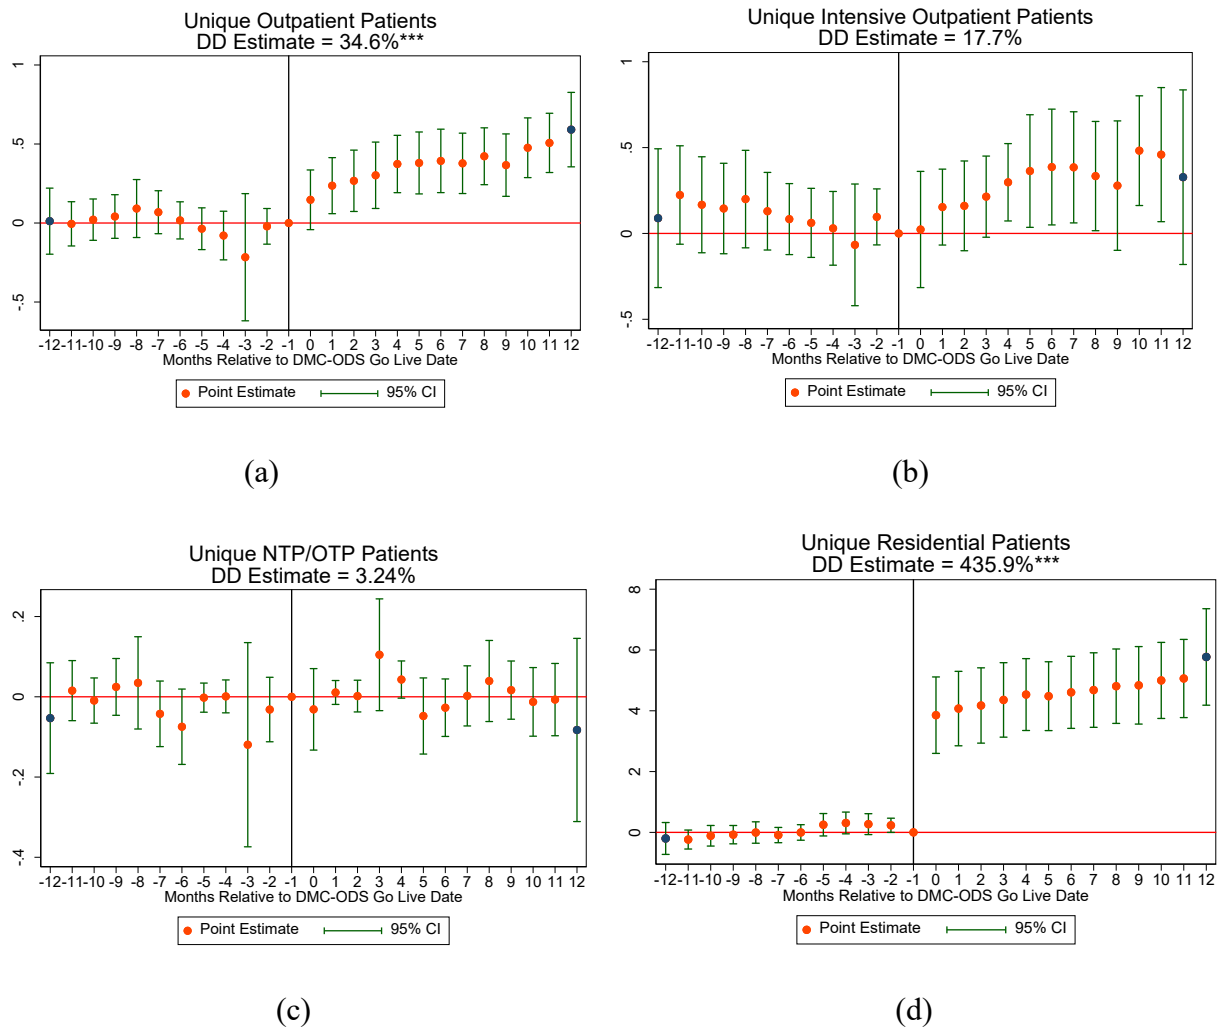 Unique Outpatient Patients
DD Estimate = 34.6%***
1
.5
0
-.5
-12 -11 -10 -9 -8 -7 -6 -5 -4 -3 -2 -1 0 1 2 3 4 5 6 7 8 9 10 11 12
Months Relative to DMC-ODS Go Live Date
Point Estimate 95% CI
(a)
Unique Intensive Outpatient Patients
DD Estimate = 17.7%
1
.5
0
-.5
-12 -11 -10 -9 -8 -7 -6 -5 -4 -3 -2 -1 0 1 2 3 4 5 6 7 8 9 10 11 12
Months Relative to DMC-ODS Go Live Date
Point Estimate 95% CI
(b)
Unique NTP/OTP Patients
DD Estimate = 3.24%
.2
0
-.2
-.4
-12 -11 -10 -9 -8 -7 -6 -5 -4 -3 -2 -1 0 1 2 3 4 5 6 7 8 9 10 11 12
Months Relative to DMC-ODS Go Live Date
Point Estimate 95% CI
(c)
Unique Residential Patients
DD Estimate = 435.9%***
8
6
4
2
0
-12 -11 -10 -9 -8 -7 -6 -5 -4 -3 -2 -1 0 1 2 3 4 5 6 7 8 9 10 11 12
Months Relative to DMC-ODS Go Live Date
Point Estimate 95% CI
(d)